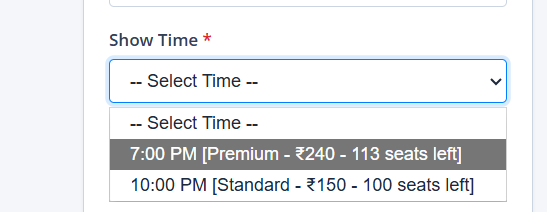 Show Time *
-- Select Time --
-- Select Time --
7:00 PM [Premium - ₹240 - 113 seats left]
10:00 PM [Standard - ₹150 - 100 seats left]